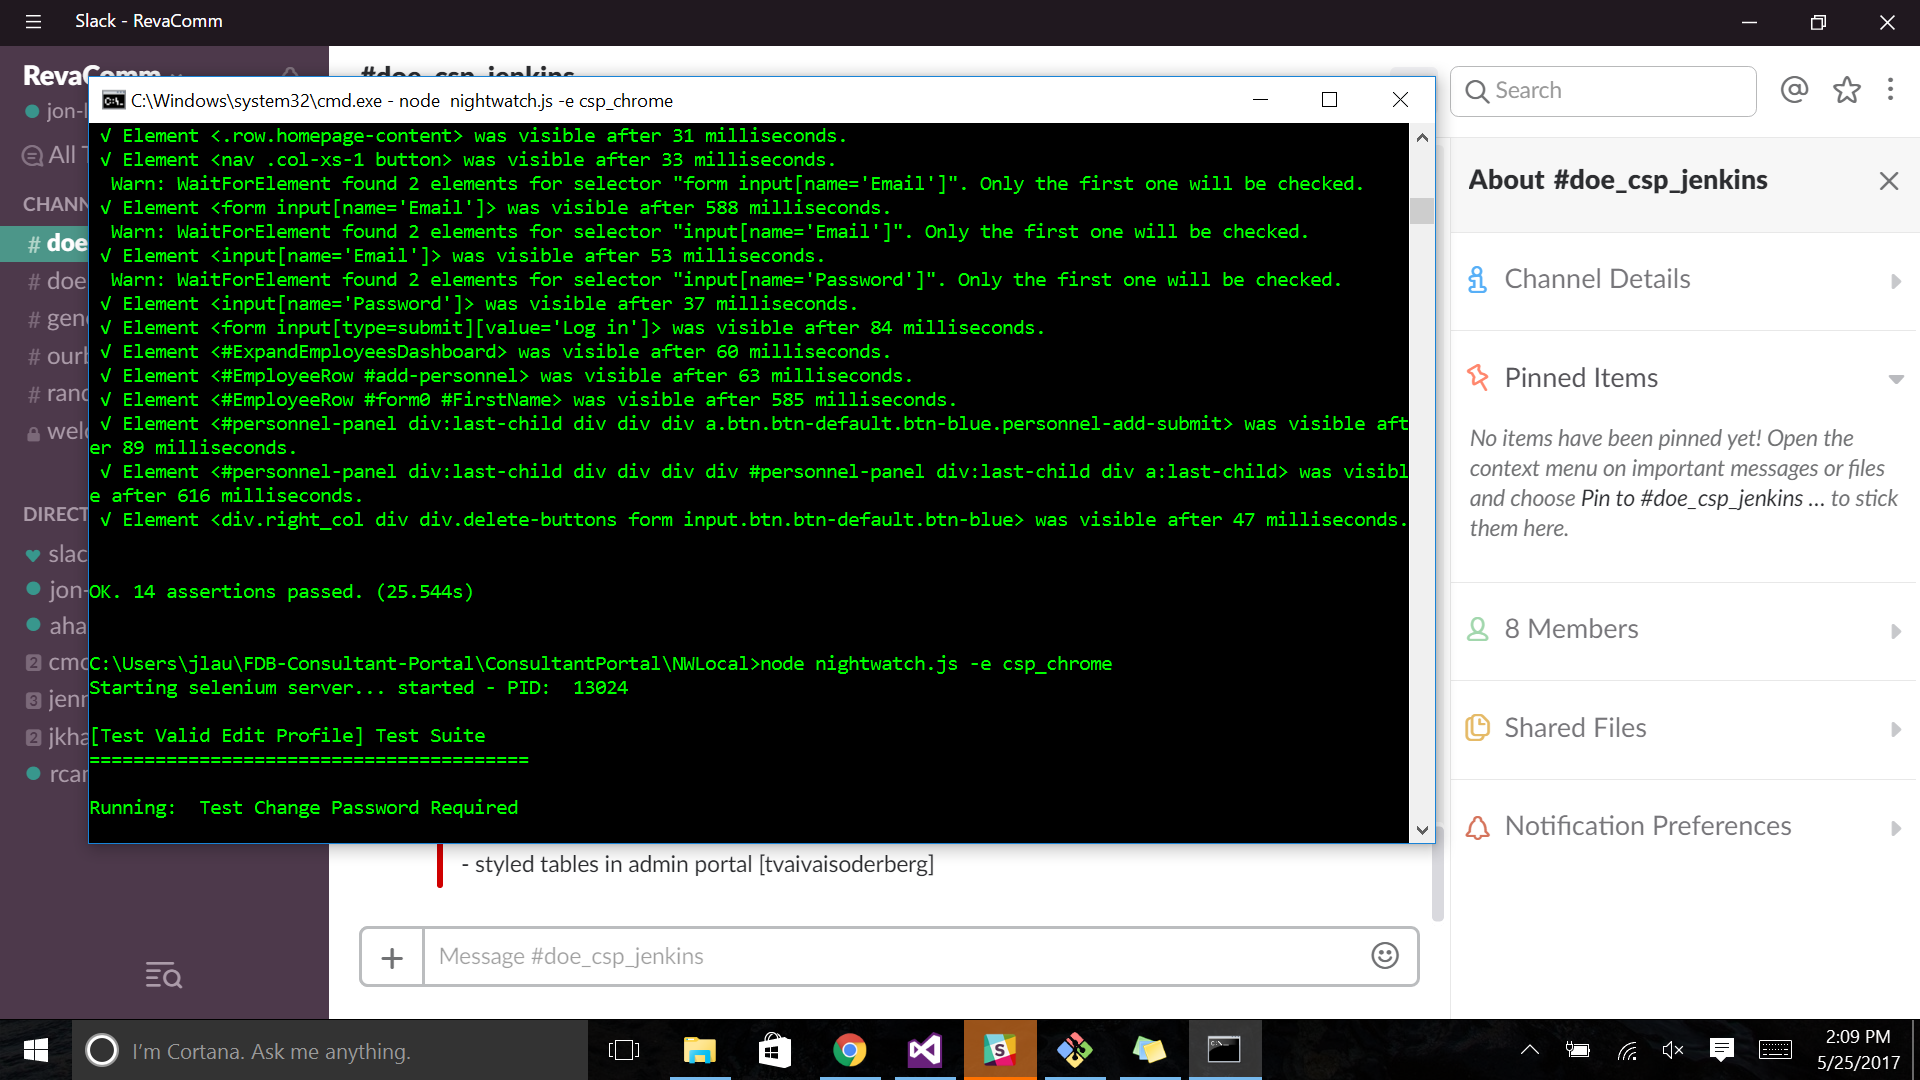 Slack - RevaComm
#doe_csp_jenkins
jon-
All
CHANN
# doe
# doe
# gen
#
# rand
DIRECT
slac
jon-
aha
2
3 jenn
2 jkha
C:\Windows\system32\cmd.exe - node  nightwatch.js -e csp_chrome
√ Element <.row.homepage-content> was visible after 31 milliseconds.
√ Element <nav .col-xs-1 button> was visible after 33 milliseconds.
Warn: WaitForElement found 2 elements for selector "form input[name='Email']". Only the first one will be checked.
√ Element <form input[name='Email']> was visible after 588 milliseconds.
Warn: WaitForElement found 2 elements for selector "input[name='Email']". Only the first one will be checked.
√ Element <input[name='Email']> was visible after 53 milliseconds.
Warn: WaitForElement found 2 elements for selector "input[name='Password']". Only the first one will be checked.
√ Element <input[name='Password']> was visible after 37 milliseconds.
√ Element <form input[type=submit][value='Log in']> was visible after 84 milliseconds.
√ Element <#ExpandEmployeesDashboard> was visible after 60 milliseconds.
√ Element <#EmployeeRow #add-personnel> was visible after 63 milliseconds.
√ Element <#EmployeeRow #form0 #FirstName> was visible after 585 milliseconds.
√ Element <#personnel-panel div:last-child div div div a.btn.btn-default.btn-blue.personnel-add-submit> was visible aft
er 89 milliseconds.
√ Element <#personnel-panel div:last-child div div div div #personnel-panel div:last-child div a:last-child> was visibl
e after 616 milliseconds.
√ Element <div.right_col div div.delete-buttons form input.btn.btn-default.btn-blue> was visible after 47 milliseconds.
OK. 14 assertions passed. (25.544s)
C:\Users\jlau\FDB-Consultant-Portal\ConsultantPortal\NWLocal>node nightwatch.js -e csp_chrome
Starting selenium server... started - PID:  13024
[Test Valid Edit Profile] Test Suite
========================================
Running:  Test Change Password Required
- styled tables in admin portal [tvaivaisoderberg]
Message #doe_csp_jenkins
Search
About #doe_csp_jenkins
Channel Details
Pinned Items
No items have been pinned yet! Open the
context menu on important messages or files
and choose Pin to #doe_csp_jenkins ... to stick
them here.
8 Members
Shared Files
Notification Preferences
I'm Cortana. Ask me anything.
2:09 PM
5/25/2017